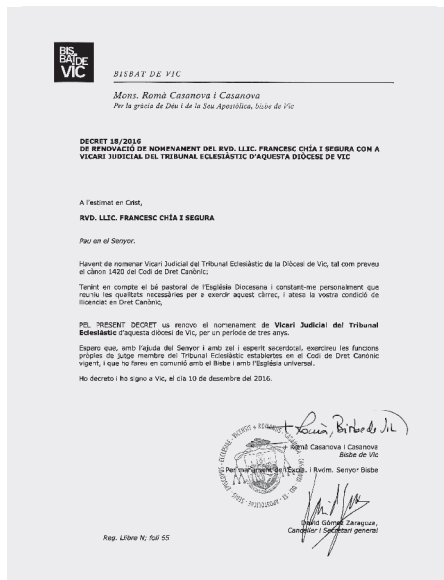 BIS
BAT DE
VIC
BISBAT DE VIC
Mons. Romà Casanova i Casanova
Per la gràcia de Déu i de la Seu Apostòlica, bisbe de Vic
DECRET 18/2016
DE RENOVACIÓ DE NOMENAMENT DEL RVD. LLIC. FRANCESC CHÍA I SEGURA COM A
VICARI JUDICIAL DEL TRIBUNAL ECLESIÀSTIC D'AQUESTA DIÒCESI DE VIC
A l'estimat en Crist,
RVD. LLIC. FRANCESC CHÍA I SEGURA
Pau en el Senyor.
Havent de nomenar Vicari Judicial del Tribunal Eclesiàstic de la Diòcesi de Vic, tal com preveu
el cànon 1420 del Codi de Dret Canònic;
Tenint en compte el bé pastoral de l'Església Diocesana i constant-me personalment que
reuniu les qualitats necessàries per a exercir aquest càrrec, i atesa la vostra condició de
llicenciat en Dret Canònic,
PEL PRESENT DECRET us renovo el nomenament de Vicari Judicial del Tribunal
Eclesiàstic d'aquesta diòcesi de Vic, per un període de tres anys.
Espero que, amb l'ajuda del Senyor i amb zel i esperit sacerdotal, exercireu les funcions
pròpies de jutge membre del Tribunal Eclesiàstic establertes en el Codi de Dret Canònic
vigent, i que ho fareu en comunió amb el Bisbe i amb l'Església universal.
Ho decreto i ho signo a Vic, el dia 10 de desembre del 2016.
+ Romà, Bisbe de Vic
+ Romà Casanova i Casanova
Bisbe de Vic
Per manament de l'Excm. i Rvdm. Senyor Bisbe
David Gómez Zaragoza,
Canceller i Secretari general
Reg. Llibre N; foli 55